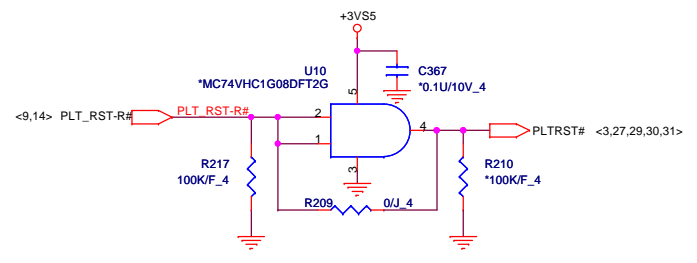 +3VS5
U10
*MC74VHC1G08DFT2G
C367
*0.1U/10V_4
5
<9,14> PLT_RST-R# PLT_RST-R# 2 4 PLTRST# <3,27,29,30,31>
1
3
R217
100K/F_4
R210
*100K/F_4
R209 0/J_4